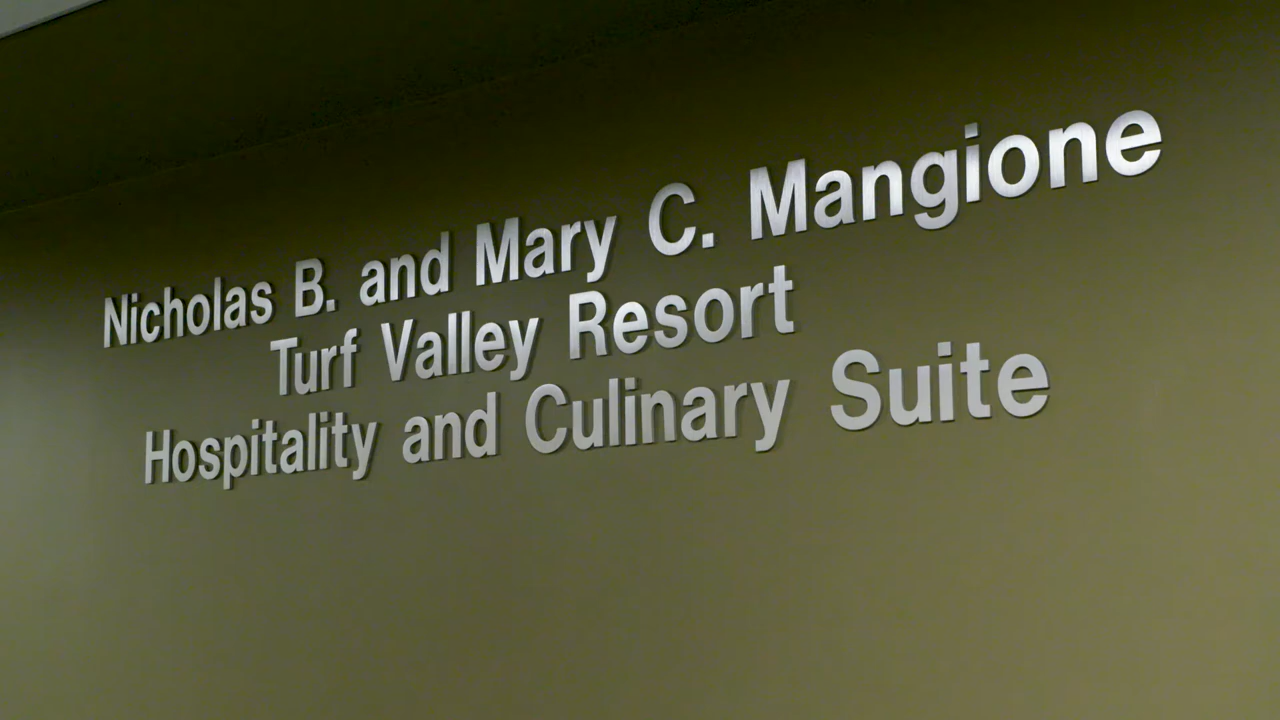 Nicholas B. and Mary C. Mangione
Turf Valley Resort
Hospitality and Culinary Suite